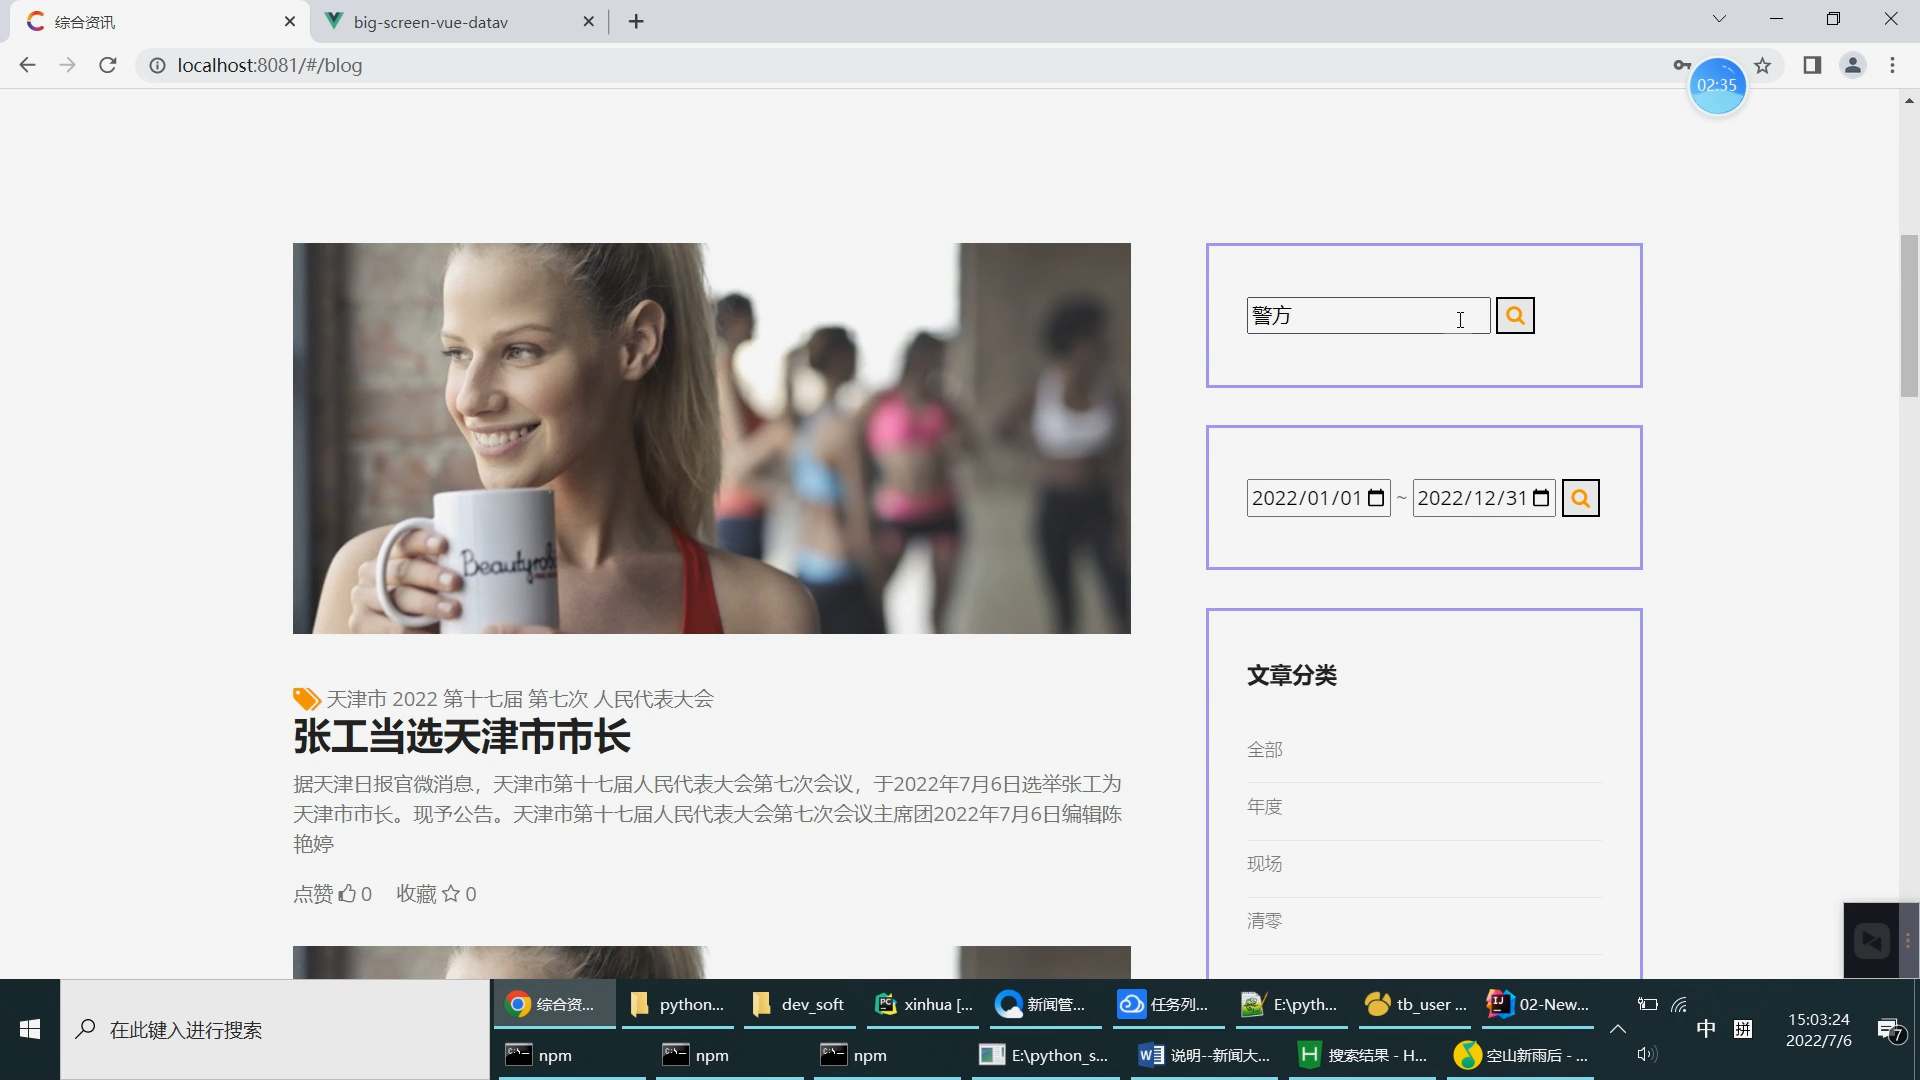 综合资讯
big-screen-vue-datav
localhost:8081/#/blog
02:35
警方
2022/01/01 ~ 2022/12/31
Beautyrob
文章分类
全部
年度
现场
清零
天津市 2022 第十七届 第七次 人民代表大会
张工当选天津市市长
据天津日报官微消息，天津市第十七届人民代表大会第七次会议，于2022年7月6日选举张工为
天津市市长。现予公告。天津市第十七届人民代表大会第七次会议主席团2022年7月6日编辑陈
艳婷
点赞 0 收藏 0
在此键入进行搜索
综合资...
python...
dev_soft
xinhua [...
新闻管...
任务列...
E:\pyth...
tb_user ...
02-New...
npm
npm
npm
E:\python_s...
说明--新闻大...
搜索结果 - H...
空山新雨后 - ...
中
拼
15:03:24
2022/7/6
7